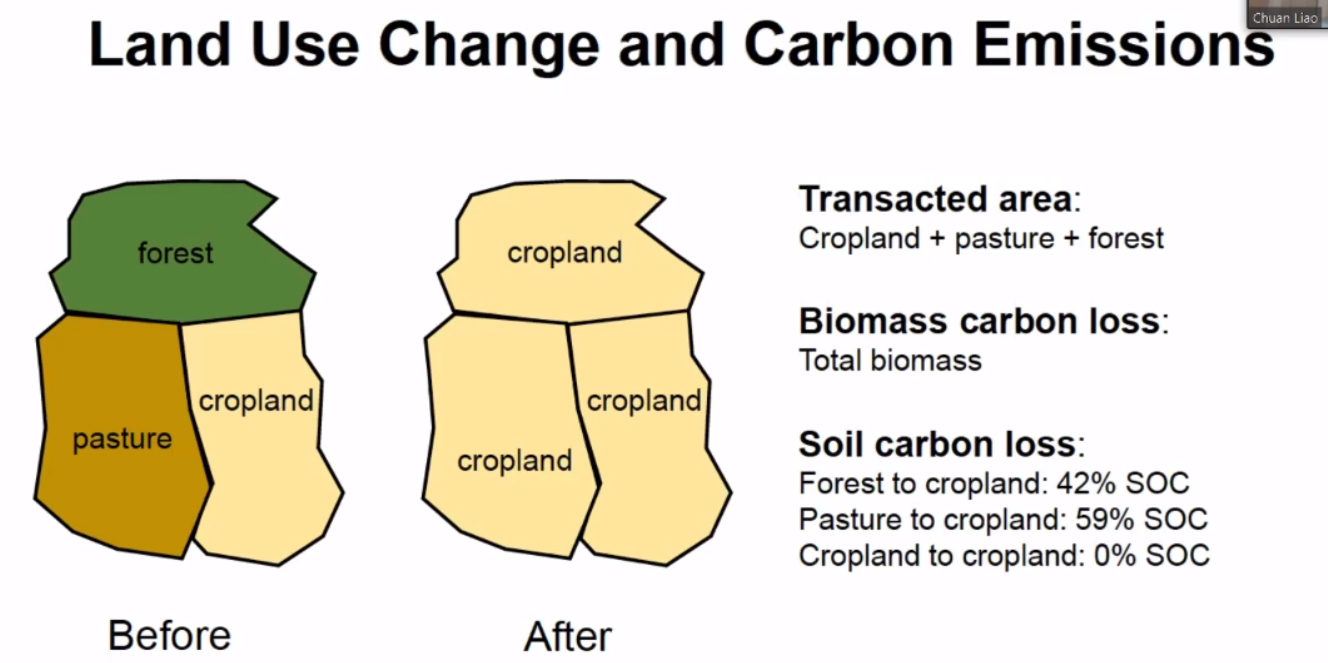 Chuan Liao
Land Use Change and Carbon Emissions
forest
pasture
cropland
Before
cropland
cropland
cropland
After
Transacted area:
Cropland + pasture + forest
Biomass carbon loss:
Total biomass
Soil carbon loss:
Forest to cropland: 42% SOC
Pasture to cropland: 59% SOC
Cropland to cropland: 0% SOC